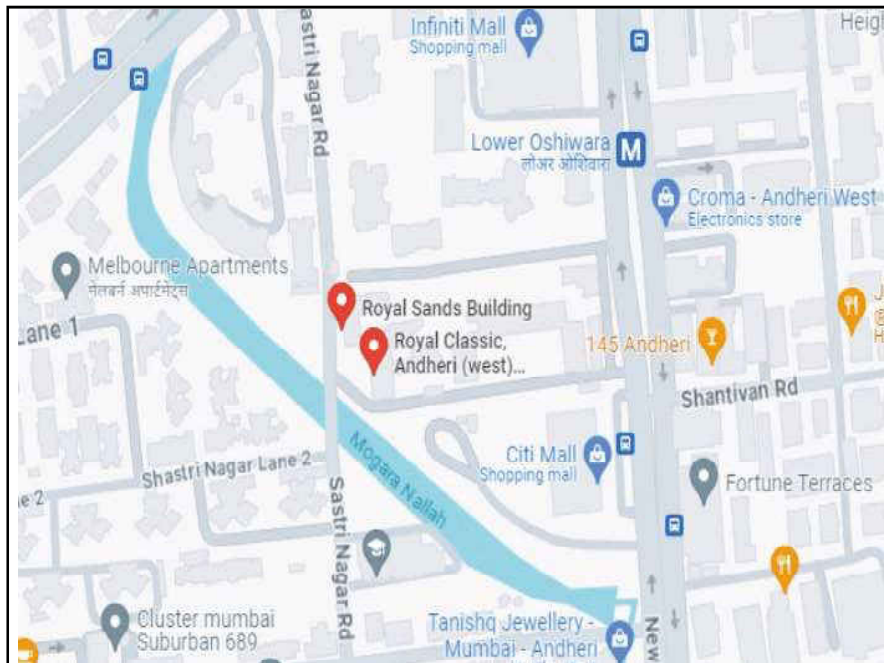 Infiniti Mall
Shopping mall
Heigh
astri Nagar Rd
Lower Oshiwara
लोअर ओशिवारा
M
Croma - Andheri West
Electronics store
Melbourne Apartments
मेलबर्न अपार्टमेंट्स
Royal Sands Building
Lane 1
Royal Classic,
Andheri (west)...
145 Andheri
J
@
H
Shantivan Rd
Mogara Nallah
Citi Mall
Shopping mall
Shastri Nagar Lane 2
ne 2
Fortune Terraces
Sastri Nagar Rd
Cluster mumbai
Suburban 689
Tanishq Jewellery -
Mumbai - Andheri
New